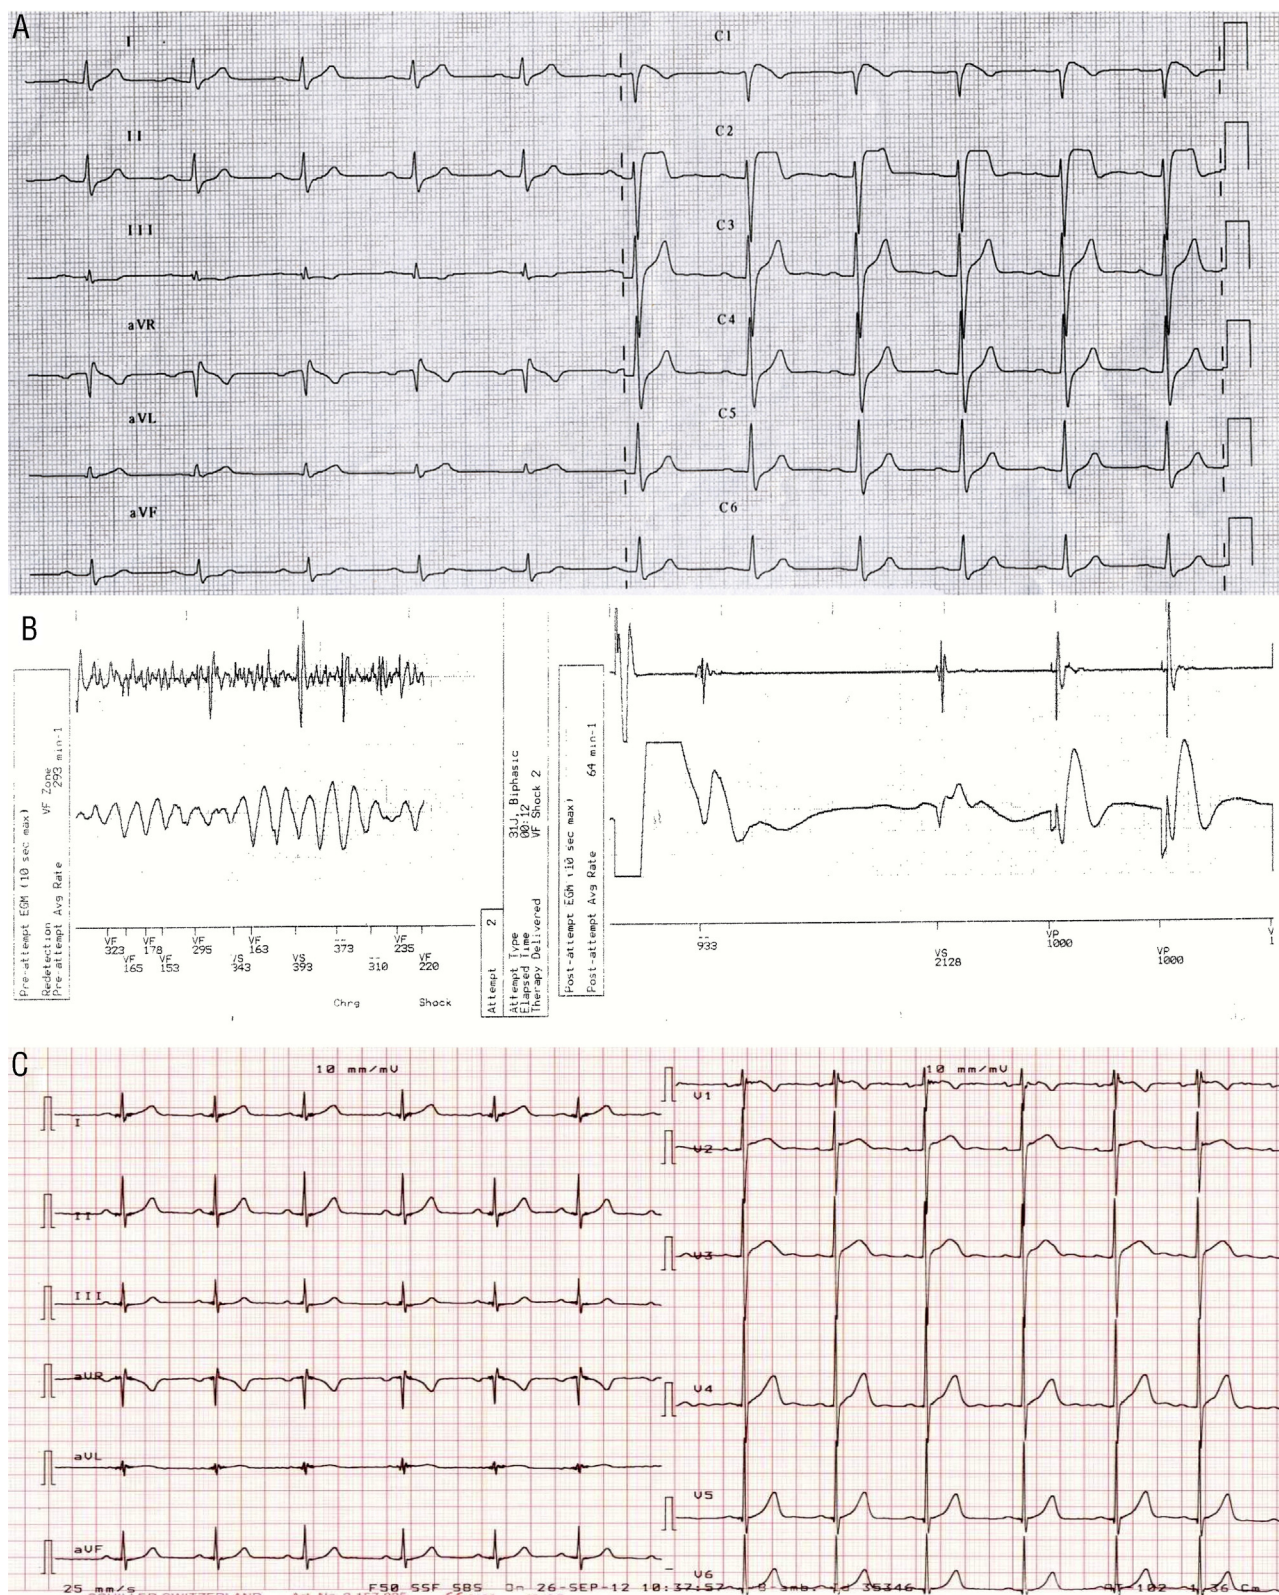 A
I
C1
II
C2
III
C3
aVR
C4
aVL
C5
aVF
C6
B
Pre-attempt EGM (10 sec max)
Redetection VF Zone
Pre-attempt Avg Rate 293 min-1
VF 323
VF 165
VF 178
VF 153
VF 295
VS 343
VF 163
VS 393
-- 373
-- 310
VF 235
VF 220
Chrg
Shock
Attempt 2
Attempt Type 31J, Biphasic
Elapsed Time 00:12
Therapy Delivered VF Shock 2
Post-attempt EGM (10 sec max)
Post-attempt Avg Rate 64 min-1
-- 933
VS 2128
VP 1000
VP 1000
V
1
C
10 mm/mV
10 mm/mV
I
V1
II
V2
III
V3
aVR
V4
aVL
V5
aVF
V6
25 mm/s
F50 SSF SBS
On 26-SEP-12 10:37:57
35346
AT-102